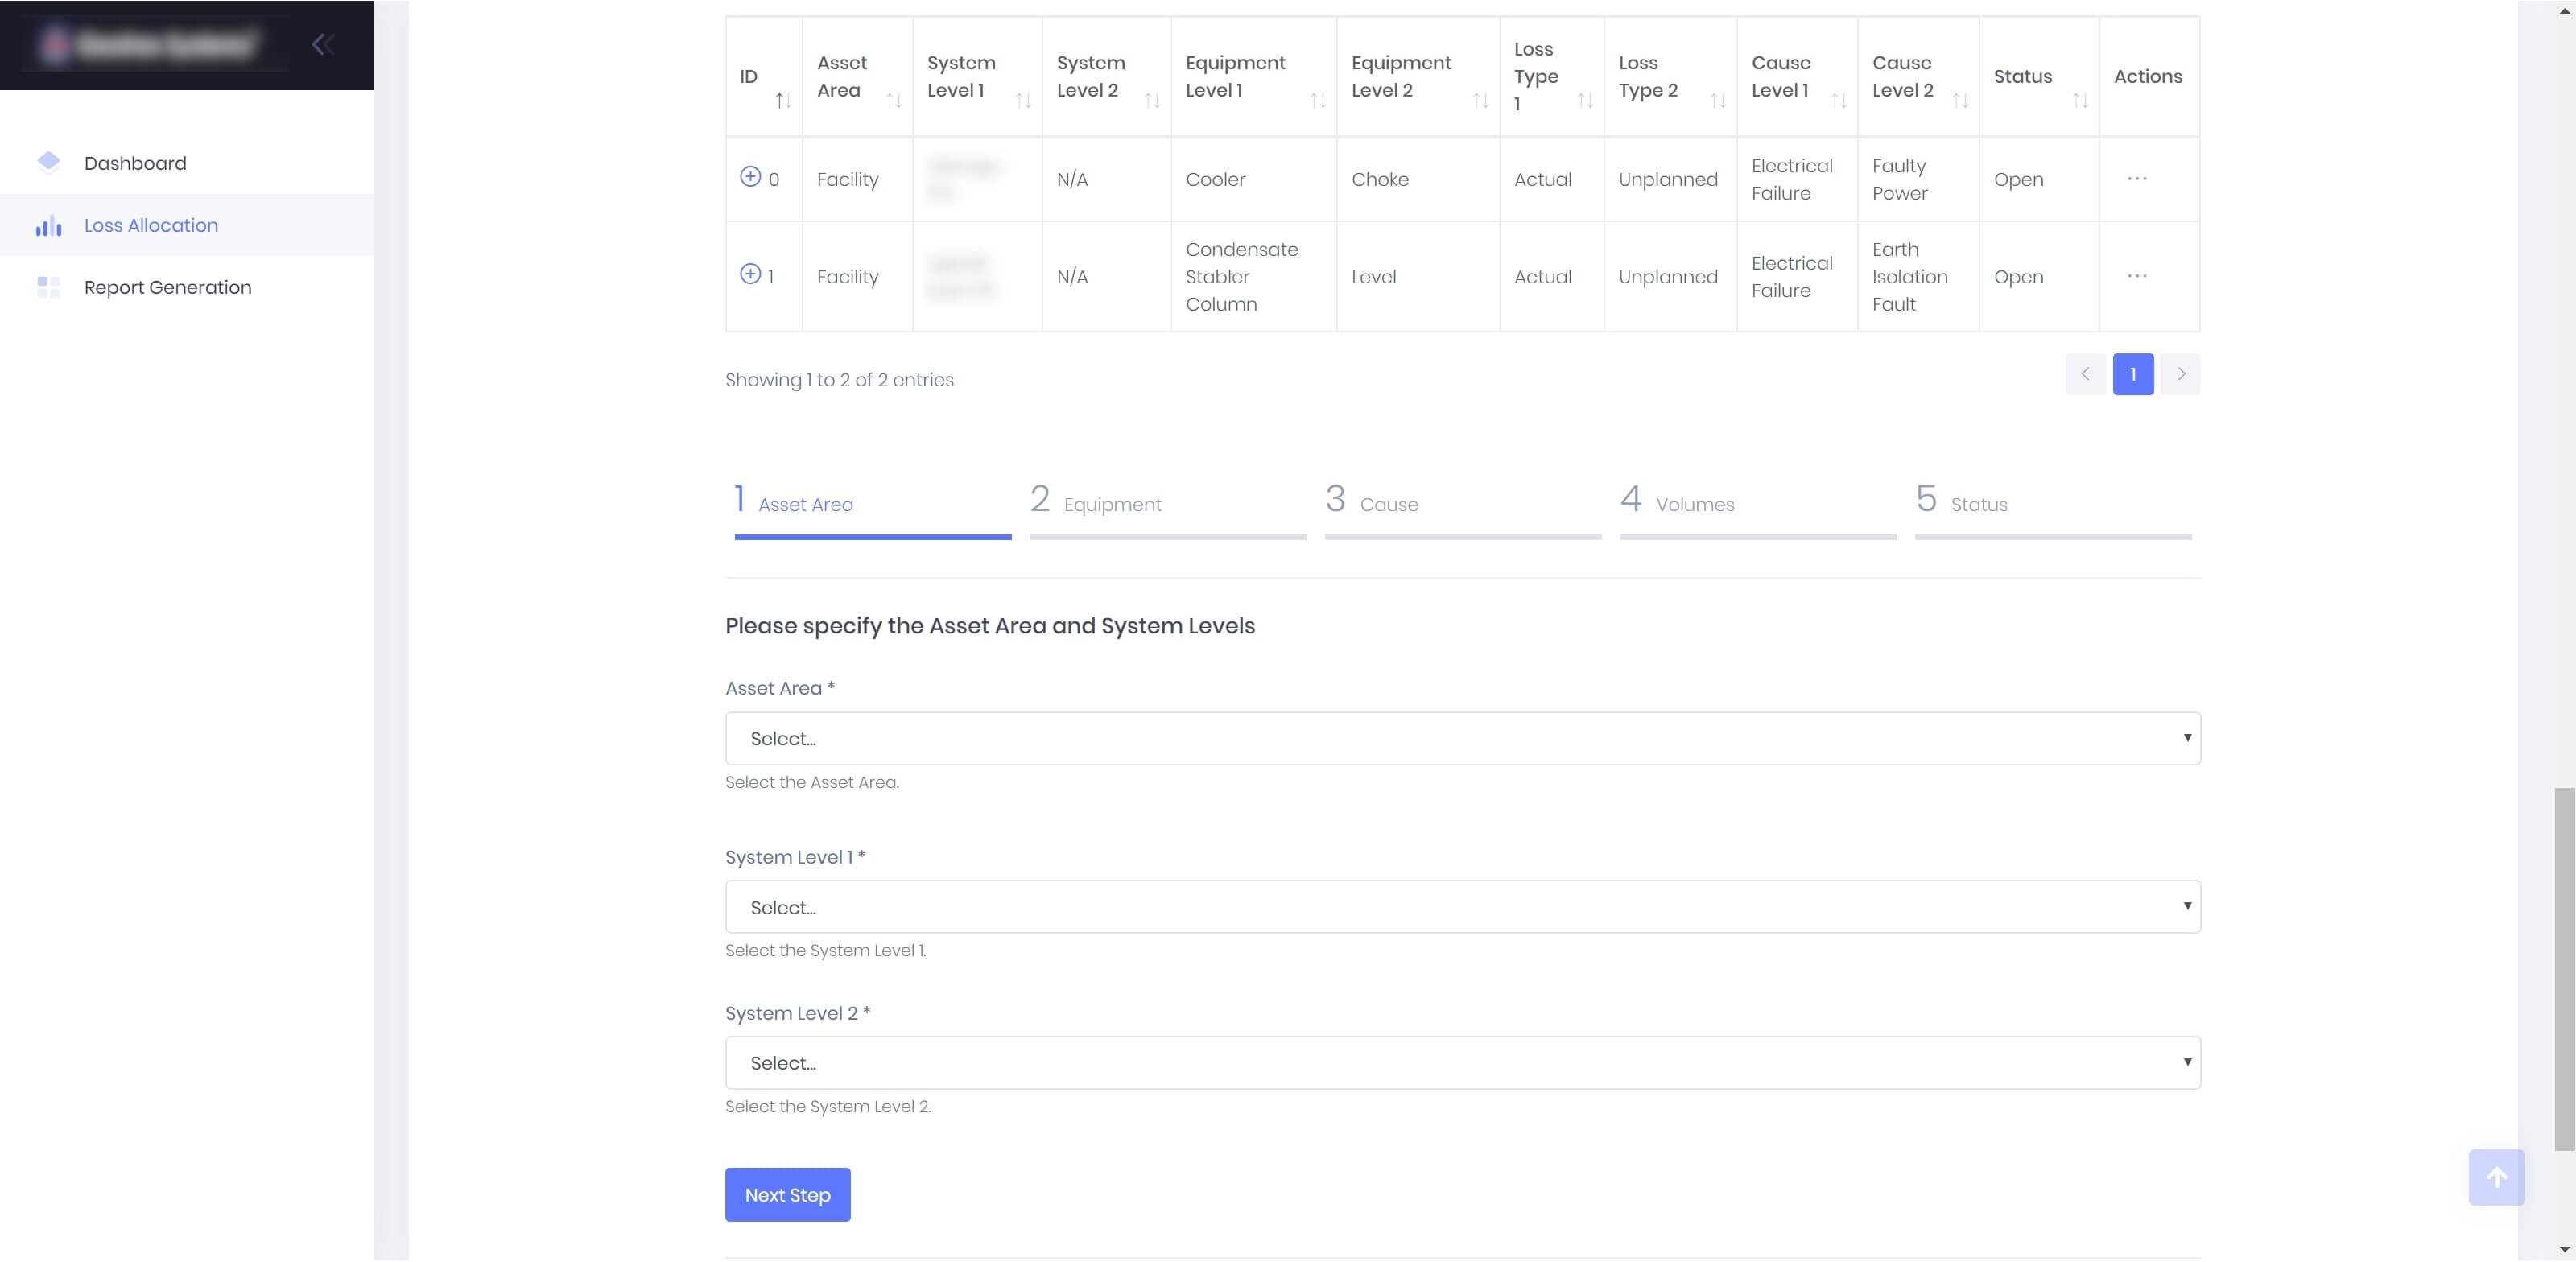 ID
Asset Area
System Level 1
System Level 2
Equipment Level 1
Equipment Level 2
Loss Type 1
Loss Type 2
Cause Level 1
Cause Level 2
Status
Actions
0 Facility N/A Cooler Choke Actual Unplanned Electrical Failure Faulty Power Open ...
1 Facility N/A Condensate Stabler Column Level Actual Unplanned Electrical Failure Earth Isolation Fault Open ...
Dashboard
Loss Allocation
Report Generation
Showing 1 to 2 of 2 entries
1
1 Asset Area
2 Equipment
3 Cause
4 Volumes
5 Status
Please specify the Asset Area and System Levels
Asset Area *
Select...
Select the Asset Area.
System Level 1 *
Select...
Select the System Level 1.
System Level 2 *
Select...
Select the System Level 2.
Next Step